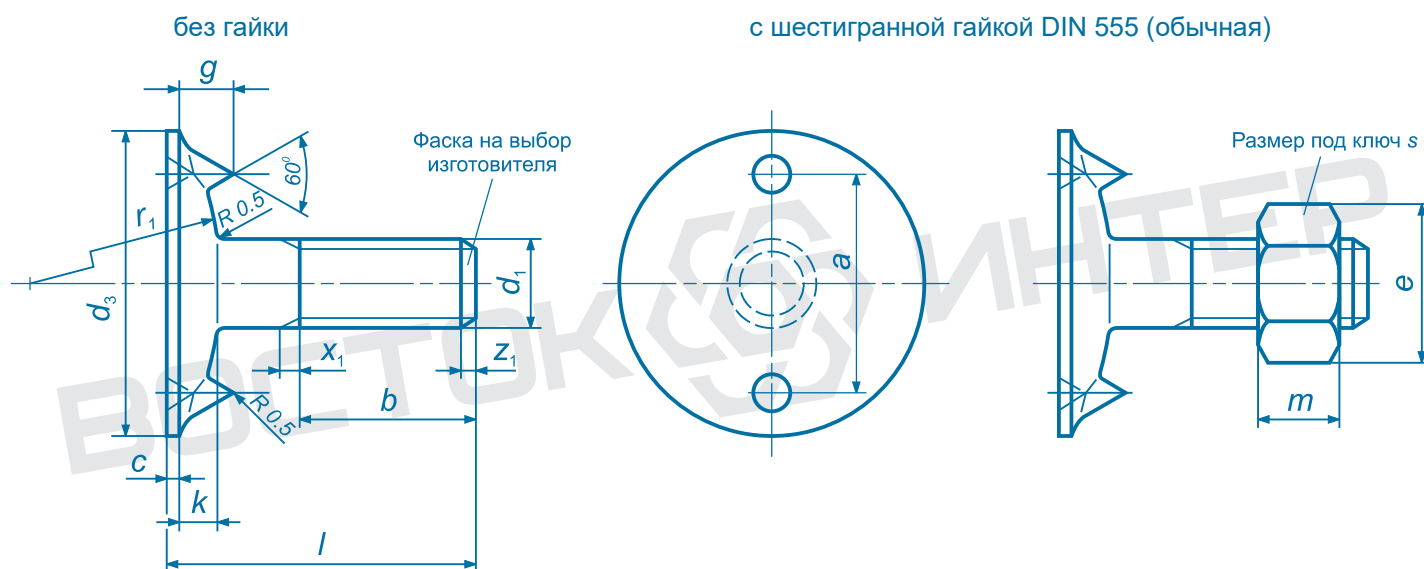 без гайки
с шестигранной гайкой DIN 555 (обычная)
g
Фаска на выбор
изготовителя
Размер под ключ s
60⁰
r₁
R 0.5
d₃
d₁
a
e
x₁
z₁
b
R 0.5
m
c
k
l
ВОСТОК ИНТЕР